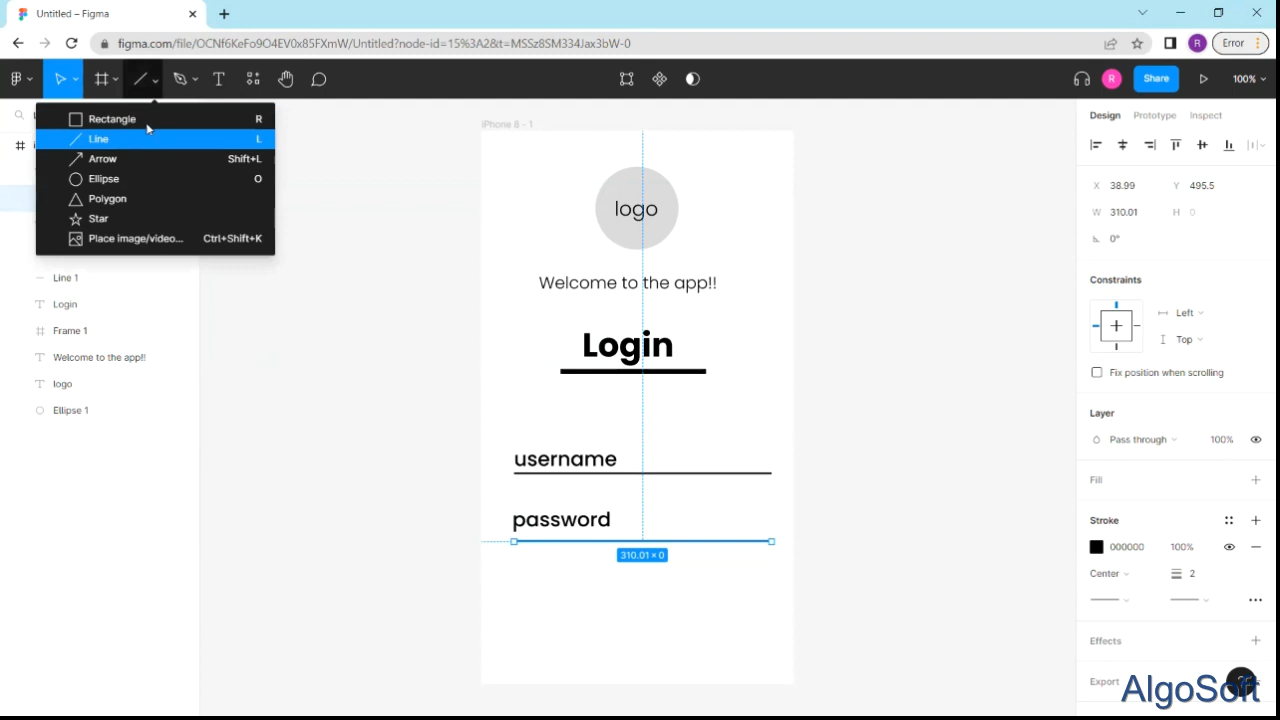 Untitled – Figma
figma.com/file/OCNf6KeFo9O4EV0x85FXmW/Untitled?node-id=15%3A2&t=MSSz8SM334Jax3bW-0
R
Error
R
Share
100%
Rectangle R
Line L
Arrow Shift+L
Ellipse O
Polygon
Star
Place image/video... Ctrl+Shift+K
Line 1
Login
Frame 1
Welcome to the app!!
logo
Ellipse 1
iPhone 8 - 1
logo
Welcome to the app!!
Login
username
password
310.01 × 0
Design Prototype Inspect
X 38.99 Y 495.5
W 310.01 H 0
0°
Constraints
Left
Top
Fix position when scrolling
Layer
Pass through 100%
Fill
Stroke
000000 100%
Center 2
Effects
Export
AlgoSoft